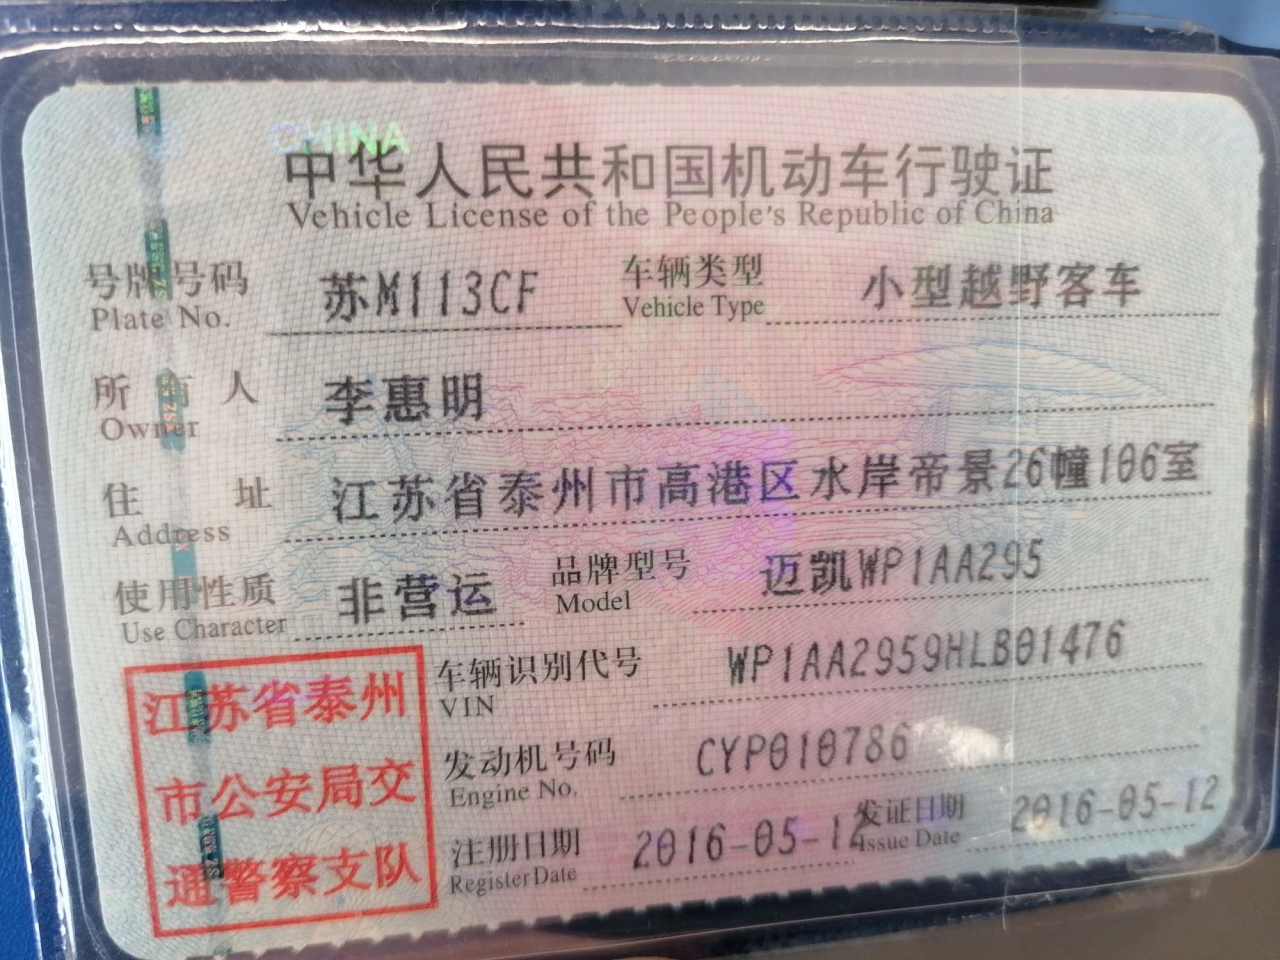 CHINA
中华人民共和国机动车行驶证
Vehicle License of the People's Republic of China
号牌号码 苏M113CF 车辆类型 小型越野客车
Plate No. Vehicle Type
所有人 李惠明
Owner
住址 江苏省泰州市高港区水岸帝景26幢106室
Address
使用性质 非营运 品牌型号 迈凯WP1AA295
Use Character Model
车辆识别代号 WP1AA2959HLB01476
VIN
发动机号码 CYP010786
Engine No.
注册日期 2016-05-12 发证日期 2016-05-12
Register Date Issue Date
江苏省泰州
市公安局交
通警察支队